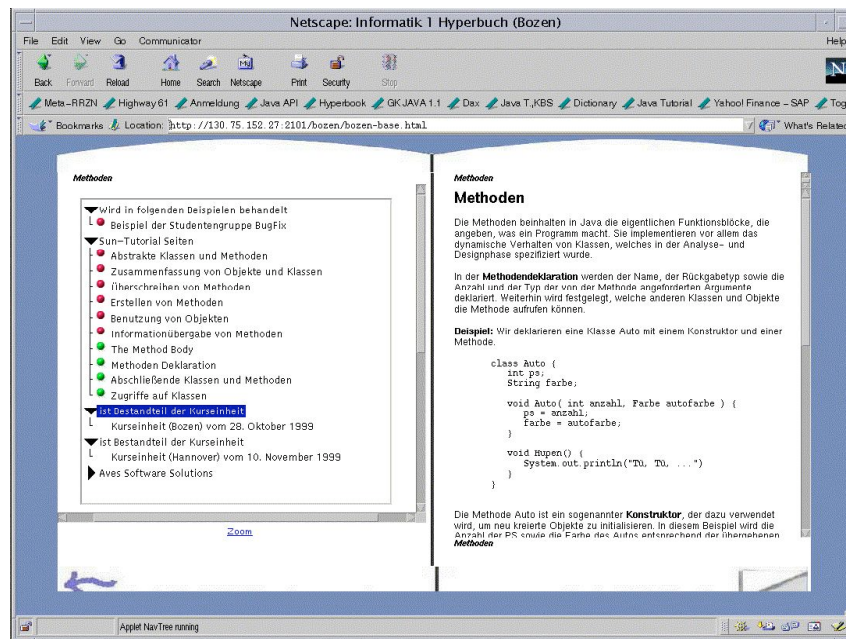 Netscape: Informatik 1 Hyperbuch (Bozen)
File Edit View Go Communicator Help
Back Forward Reload Home Search Netscape Print Security Stop
Meta-RRZN Highway 61 Anmeldung Java API Hyperbook GK JAVA 1.1 Dax Java T.,KBS Dictionary Java Tutorial Yahoo! Finance - SAP Tog
Bookmarks Location: http://130.75.152.27:2101/bozen/bozen-base.html What's Related
Methoden
Wird in folgenden Beispielen behandelt
Beispiel der Studentengruppe BugFix
Sun-Tutorial Seiten
Abstrakte Klassen und Methoden
Zusammenfassung von Objekte und Klassen
Überschreiben von Methoden
Erstellen von Methoden
Benutzung von Objekten
Informationübergabe von Methoden
The Method Body
Methoden Deklaration
Abschließende Klassen und Methoden
Zugriffe auf Klassen
ist Bestandteil der Kurseinheit
Kurseinheit (Bozen) vom 28. Oktober 1999
ist Bestandteil der Kurseinheit
Kurseinheit (Hannover) vom 10. November 1999
Aves Software Solutions
Zoom
Methoden
Methoden
Die Methoden beinhalten in Java die eigentlichen Funktionsblöcke, die
angeben, was ein Programm macht. Sie implementieren vor allem das
dynamische Verhalten von Klassen, welches in der Analyse- und
Designphase spezifiziert wurde.
In der Methodendeklaration werden der Name, der Rückgabetyp sowie die
Anzahl und der Typ der von der Methode angeforderten Argumente
deklariert. Weiterhin wird festgelegt, welche anderen Klassen und Objekte
die Methode aufrufen können.
Beispiel: Wir deklarieren eine Klasse Auto mit einem Konstruktor und einer
Methode.
class Auto {
int ps;
String farbe;
void Auto( int anzahl, Farbe autofarbe ) {
ps = anzahl;
farbe = autofarbe;
}
void Hupen() {
System.out.println("Tü, Tü, ...")
}
}
Die Methode Auto ist ein sogenannter Konstruktor, der dazu verwendet
wird, um neu kreierte Objekte zu initialisieren. In diesem Beispiel wird die
Anzahl der PS sowie die Farbe des Autos entsprechend der übergebenen
Methoden
Applet NavTree running